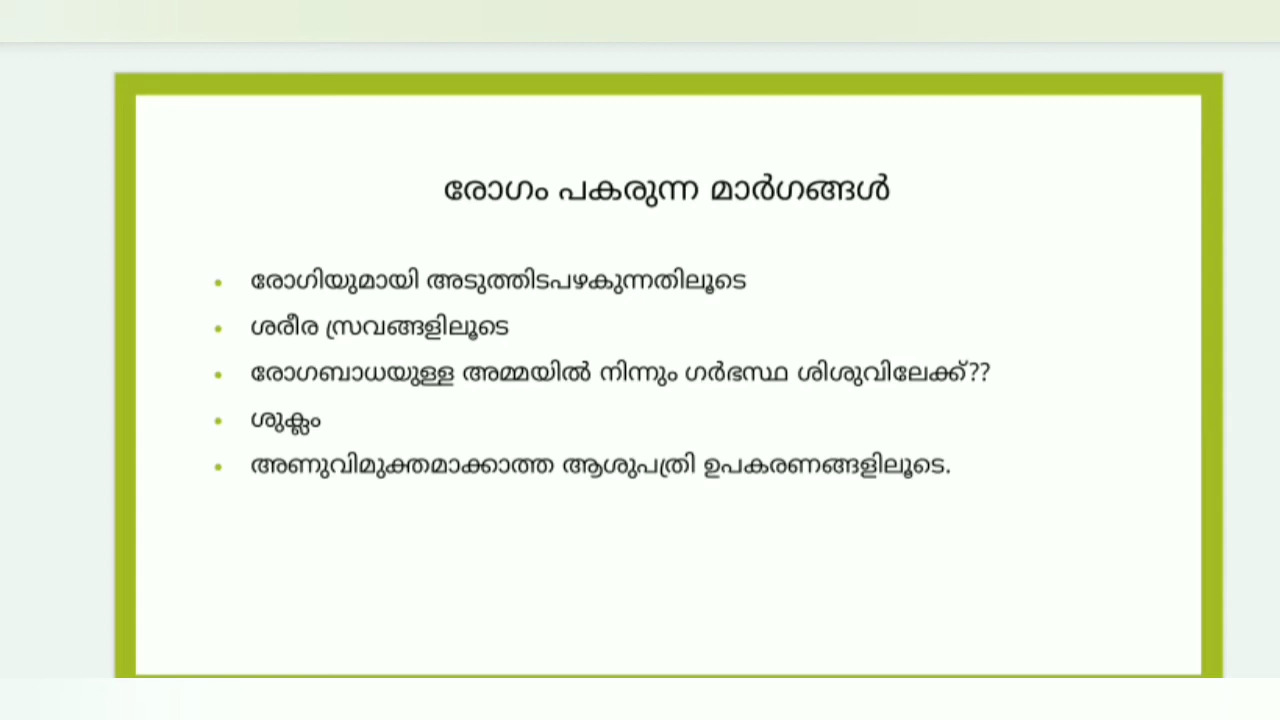 രോഗം പകരുന്ന മാർഗങ്ങൾ
• രോഗിയുമായി അടുത്തിടപഴകുന്നതിലൂടെ
• ശരീര സ്രവങ്ങളിലൂടെ
• രോഗബാധയുള്ള അമ്മയിൽ നിന്നും ഗർഭസ്ഥ ശിശുവിലേക്ക്??
• ശുക്ലം
• അണുവിമുക്തമാക്കാത്ത ആശുപത്രി ഉപകരണങ്ങളിലൂടെ.